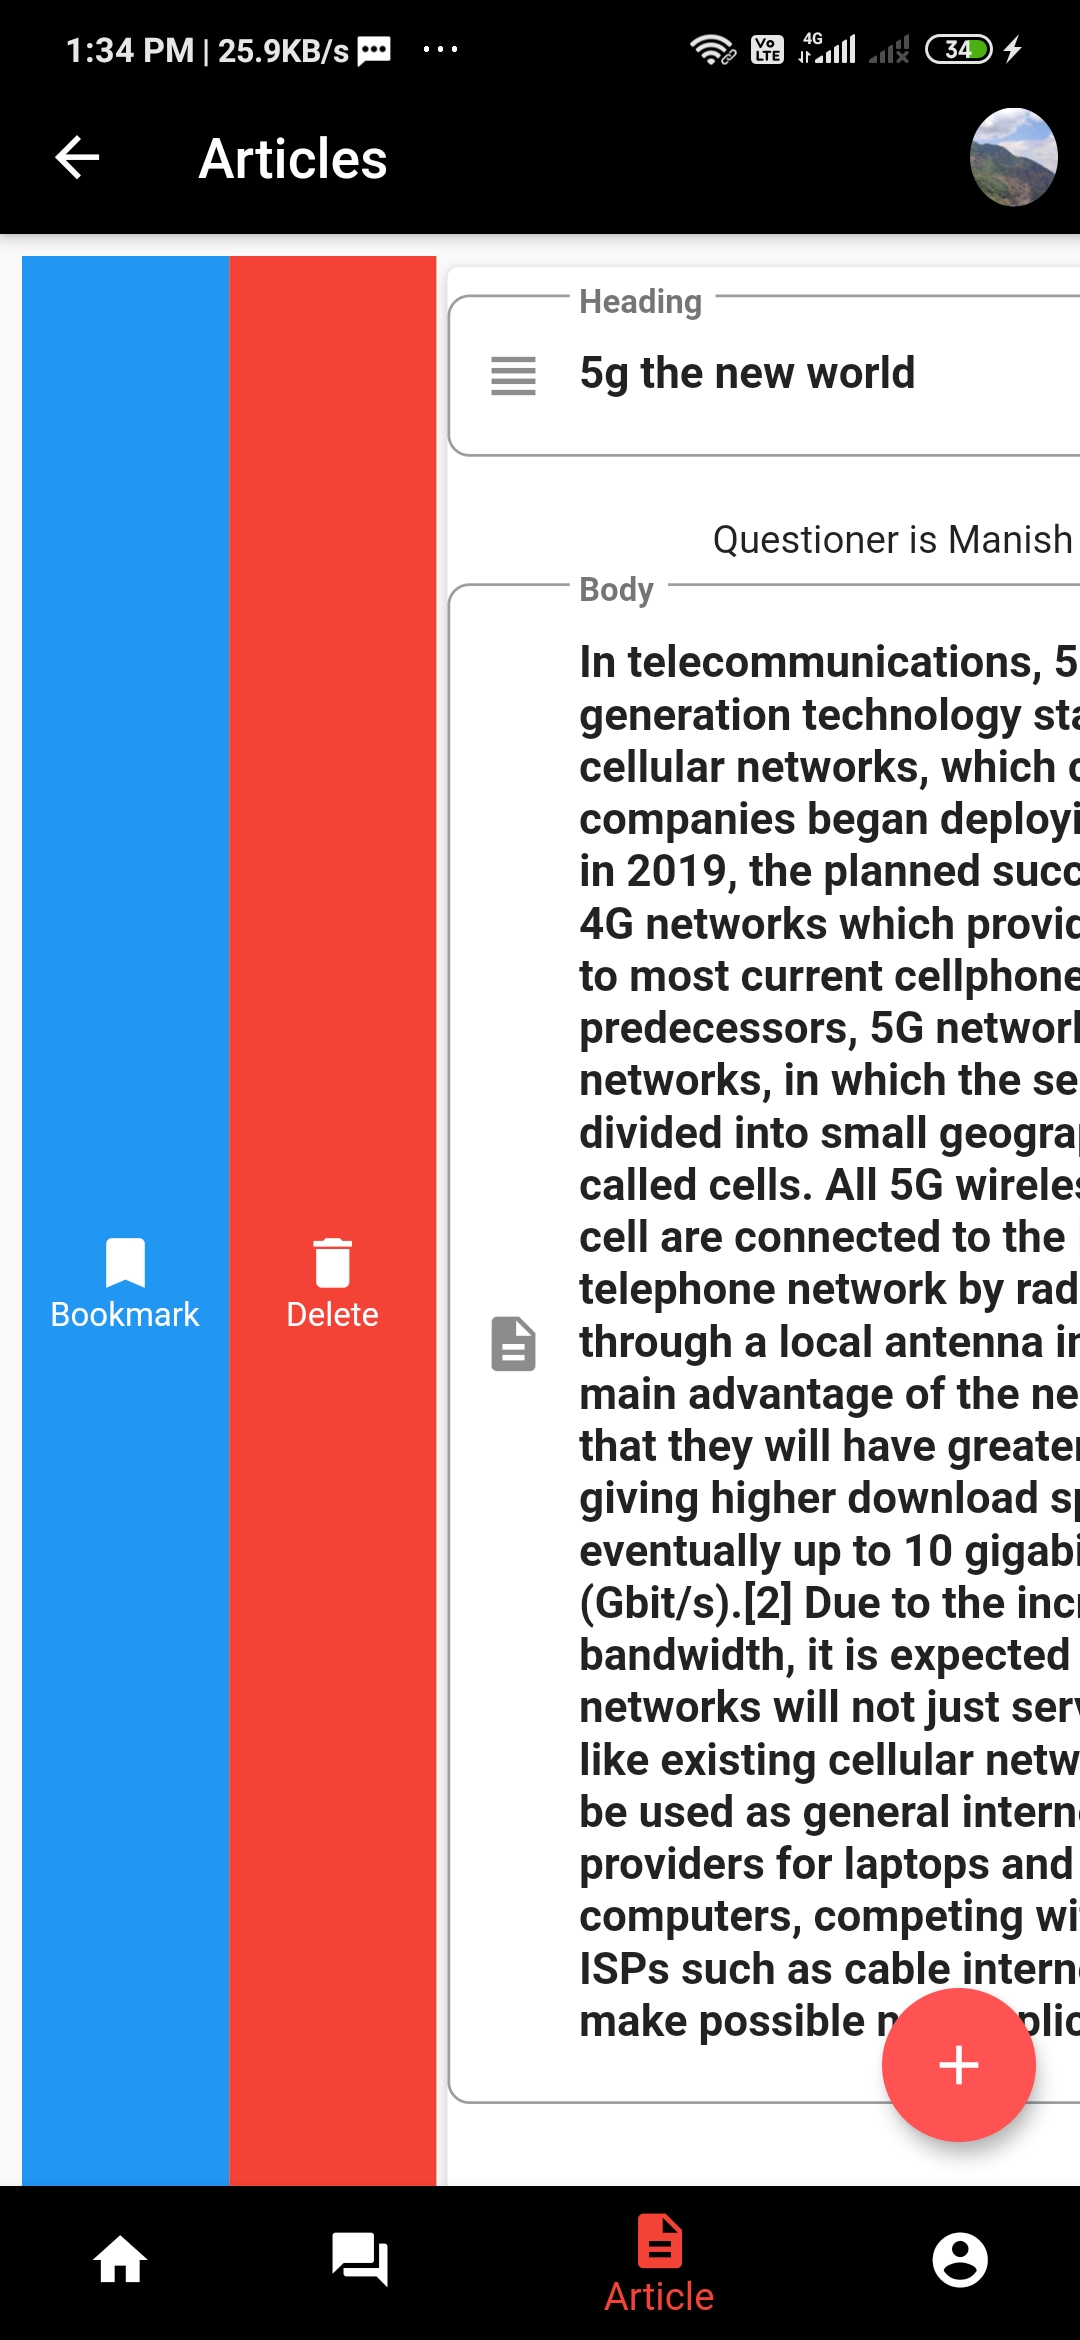 1:34 PM | 25.9KB/s ...
Vo LTE 4G 34
Articles
Heading
5g the new world
Questioner is Manish
Body
In telecommunications, 5
generation technology sta
cellular networks, which c
companies began deployi
in 2019, the planned succ
4G networks which provid
to most current cellphone
predecessors, 5G network
networks, in which the se
divided into small geogra
called cells. All 5G wireles
cell are connected to the
telephone network by rad
through a local antenna in
main advantage of the ne
that they will have greater
giving higher download sp
eventually up to 10 gigabi
(Gbit/s).[2] Due to the incr
bandwidth, it is expected
networks will not just serv
like existing cellular netw
be used as general interne
providers for laptops and
computers, competing wi
ISPs such as cable interne
make possible n plic
Bookmark
Delete
Article